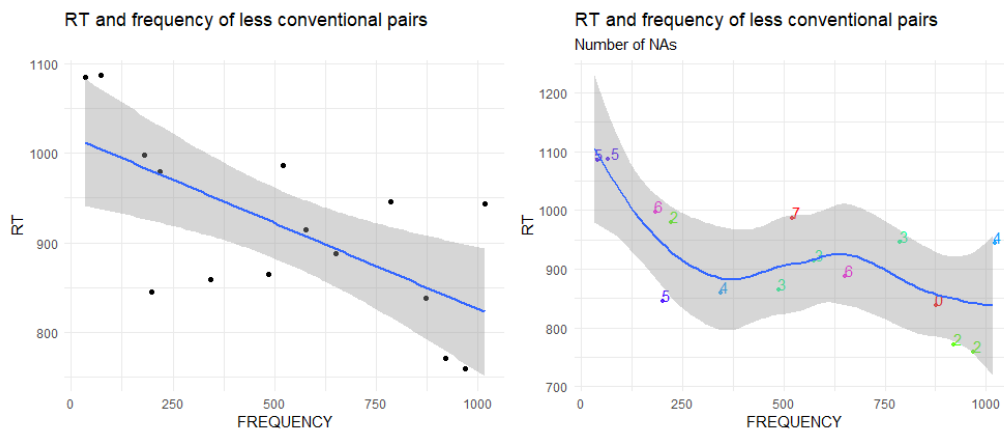 RT and frequency of less conventional pairs
1100
1000
900
800
RT
0 250 500 750 1000
FREQUENCY
RT and frequency of less conventional pairs
Number of NAs
1200
1100
1000
900
800
700
RT
5 5
6
2
5
4
7
3
3
6
3
0
2
2
4
0 250 500 750 1000
FREQUENCY